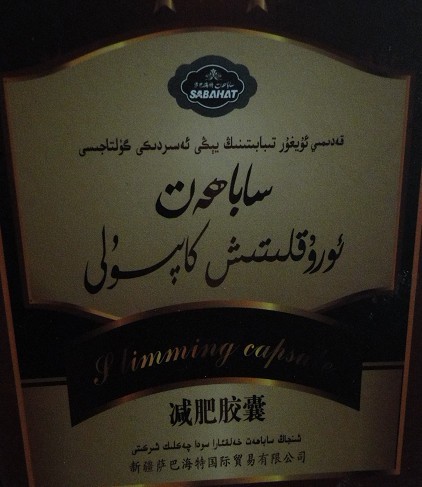 SABAHAT
قەدىمىي ئۇيغۇر تىبابىتىنىڭ يېڭى ئەسىردىكى گۈلتاجىسى
ساباھەت
ئورۇقلىتىش كاپسۇلى
Slimming capsule
减肥胶囊
شىنجاڭ ساباھەت خەلقئارا سودا چەكلىك شىركىتى
新疆萨巴海特国际贸易有限公司